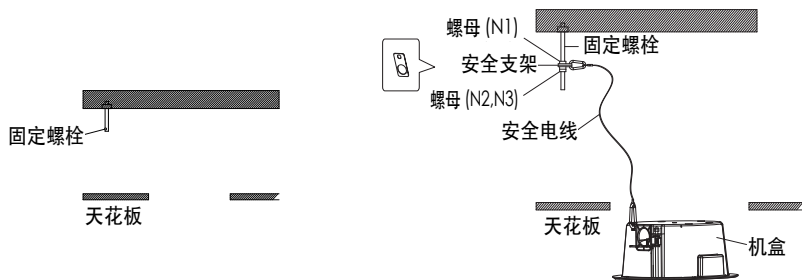 固定螺栓
天花板
螺母 (N1)
固定螺栓
安全支架
螺母 (N2,N3)
安全电线
天花板
机盒